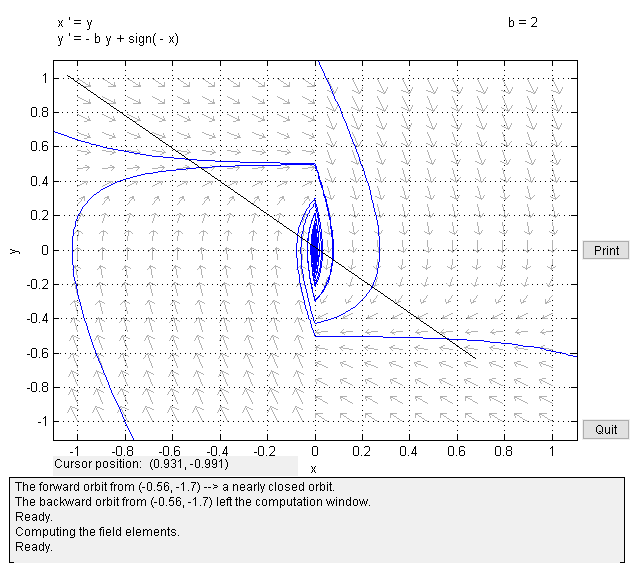 x ' = y
y ' = - b y + sign( - x)
b = 2
1
0.8
0.6
0.4
0.2
0
-0.2
-0.4
-0.6
-0.8
-1
y
-1 -0.8 -0.6 -0.4 -0.2 0 0.2 0.4 0.6 0.8 1
x
Print
Quit
Cursor position: (0.931, -0.991)
The forward orbit from (-0.56, -1.7) --> a nearly closed orbit.
The backward orbit from (-0.56, -1.7) left the computation window.
Ready.
Computing the field elements.
Ready.